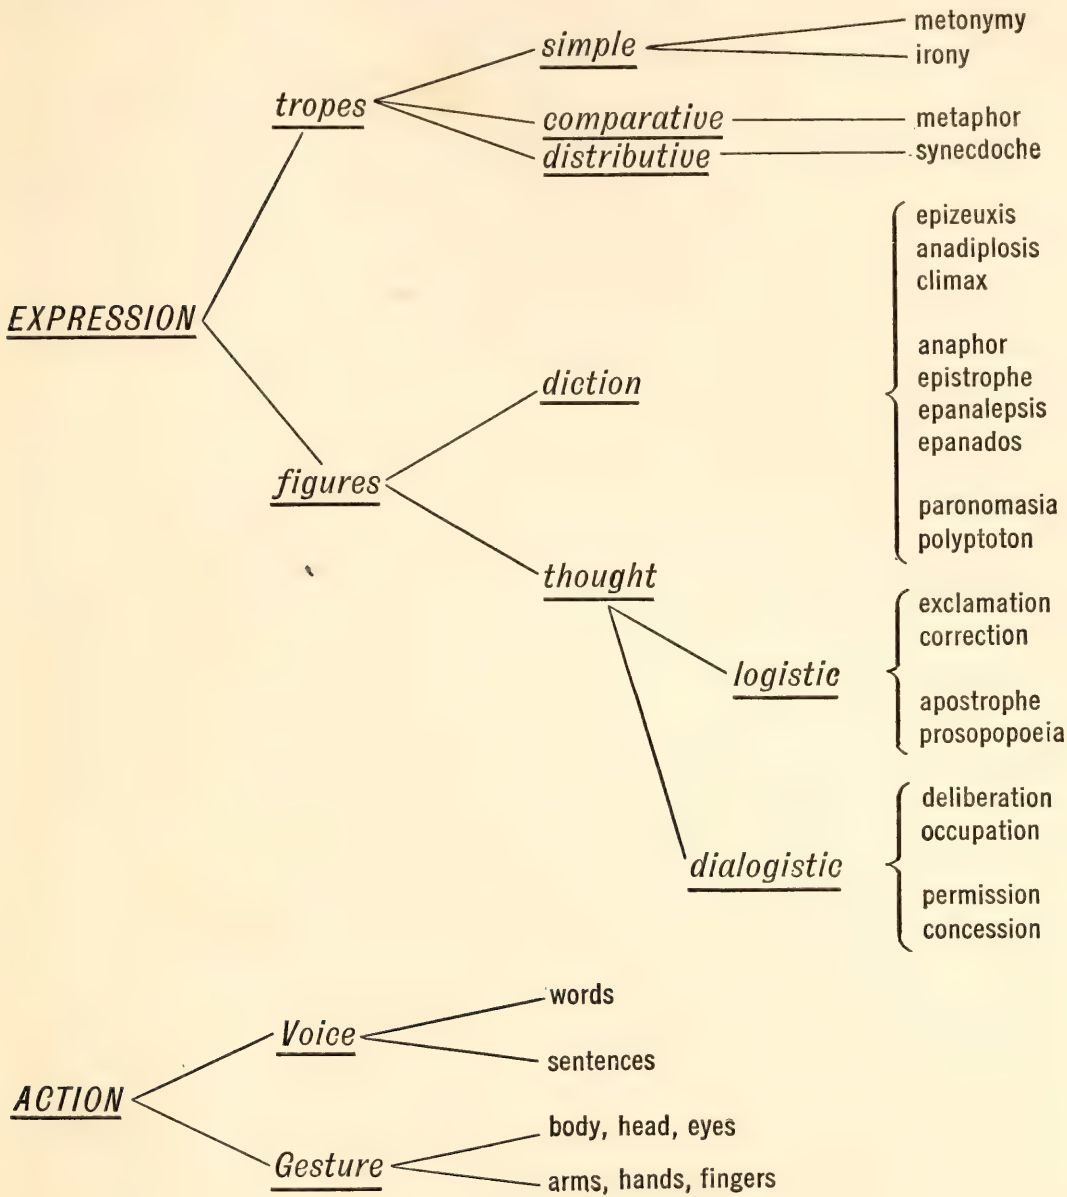 metonymy
simple
irony
tropes
comparative
metaphor
distributive
synecdoche
epizeuxis
anadiplosis
climax
EXPRESSION
anaphor
epistrophe
diction
epanalepsis
epanados
figures
paronomasia
polyptoton
thought
exclamation
correction
logistic
apostrophe
prosopopoeia
deliberation
occupation
dialogistic
permission
concession
words
Voice
sentences
ACTION
body, head, eyes
Gesture
arms, hands, fingers